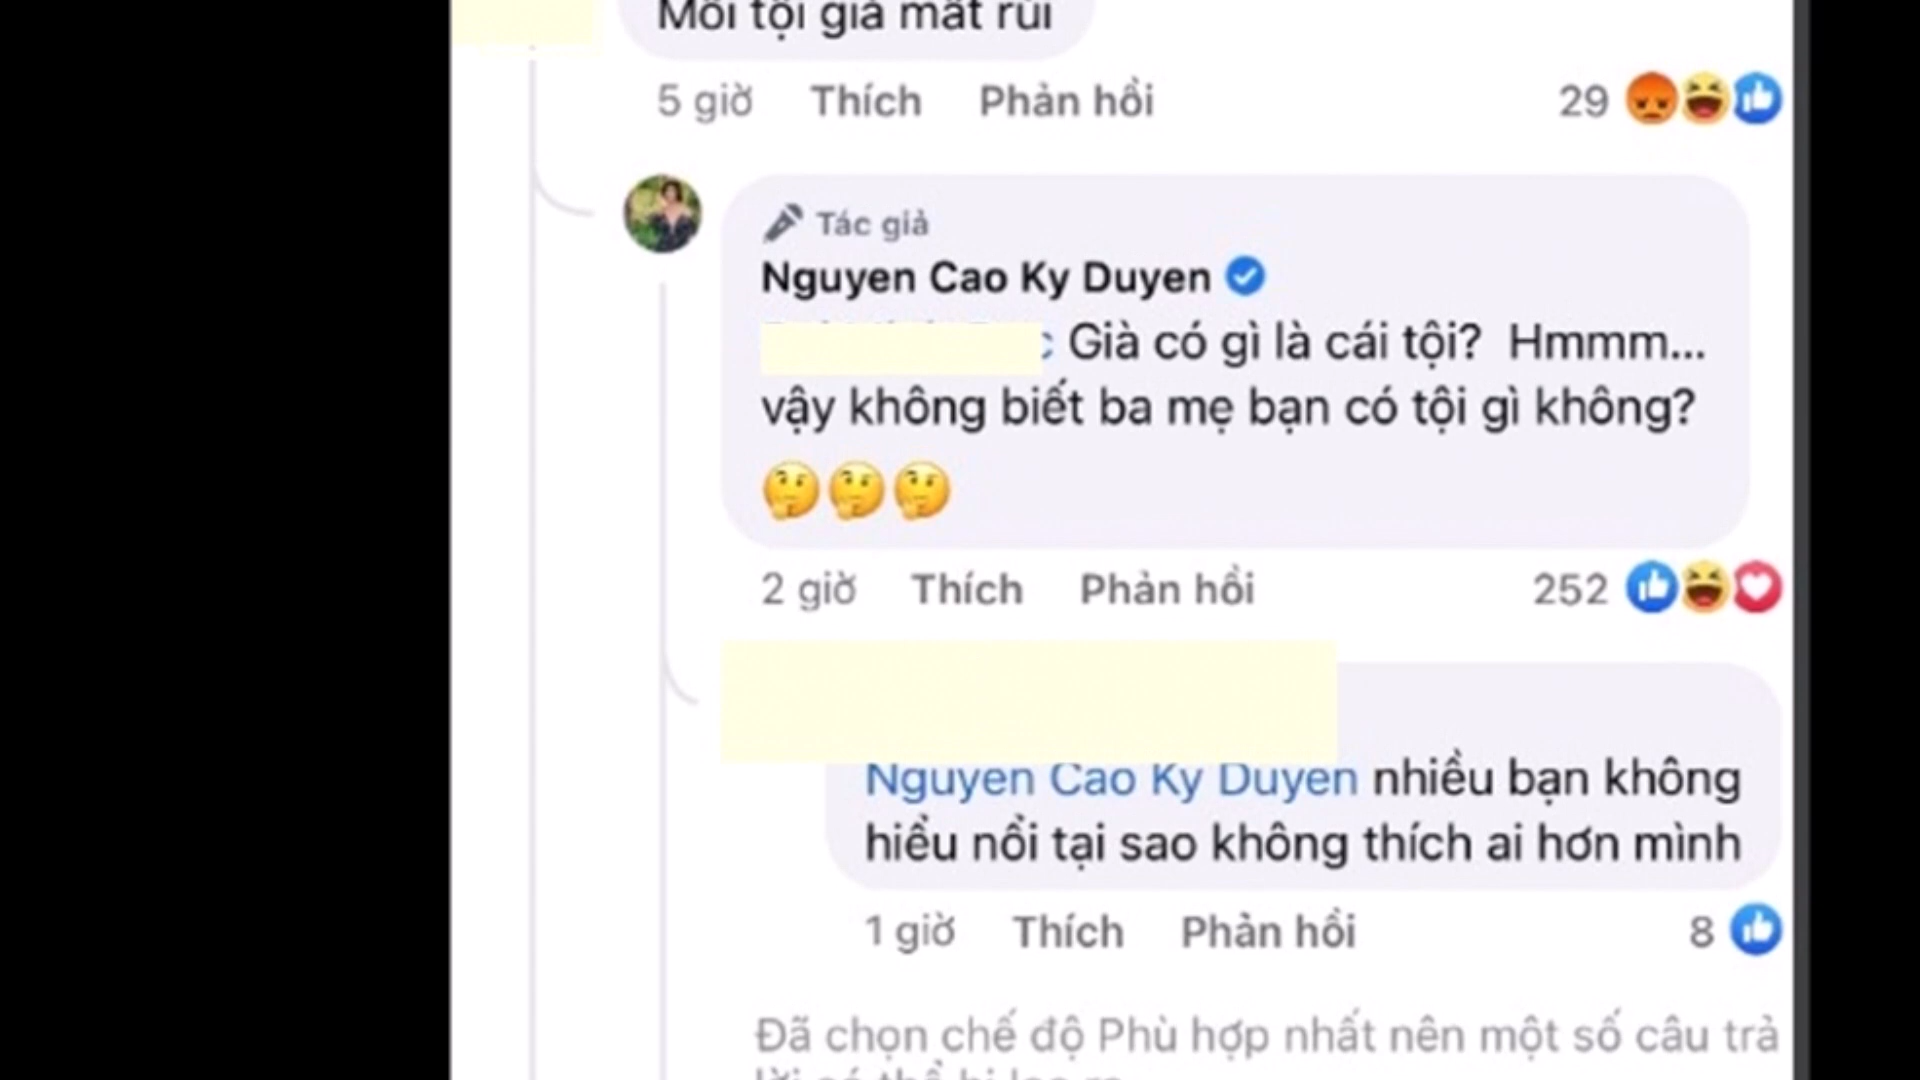 Mỗi tội già mất rùi
5 giờ Thích Phản hồi 29
Tác giả
Nguyen Cao Ky Duyen
c Già có gì là cái tội? Hmmm...
vậy không biết ba mẹ bạn có tội gì không?
🤔🤔🤔
2 giờ Thích Phản hồi 252
Nguyen Cao Ky Duyen nhiều bạn không
hiểu nổi tại sao không thích ai hơn mình
1 giờ Thích Phản hồi 8
Đã chọn chế độ Phù hợp nhất nên một số câu trả